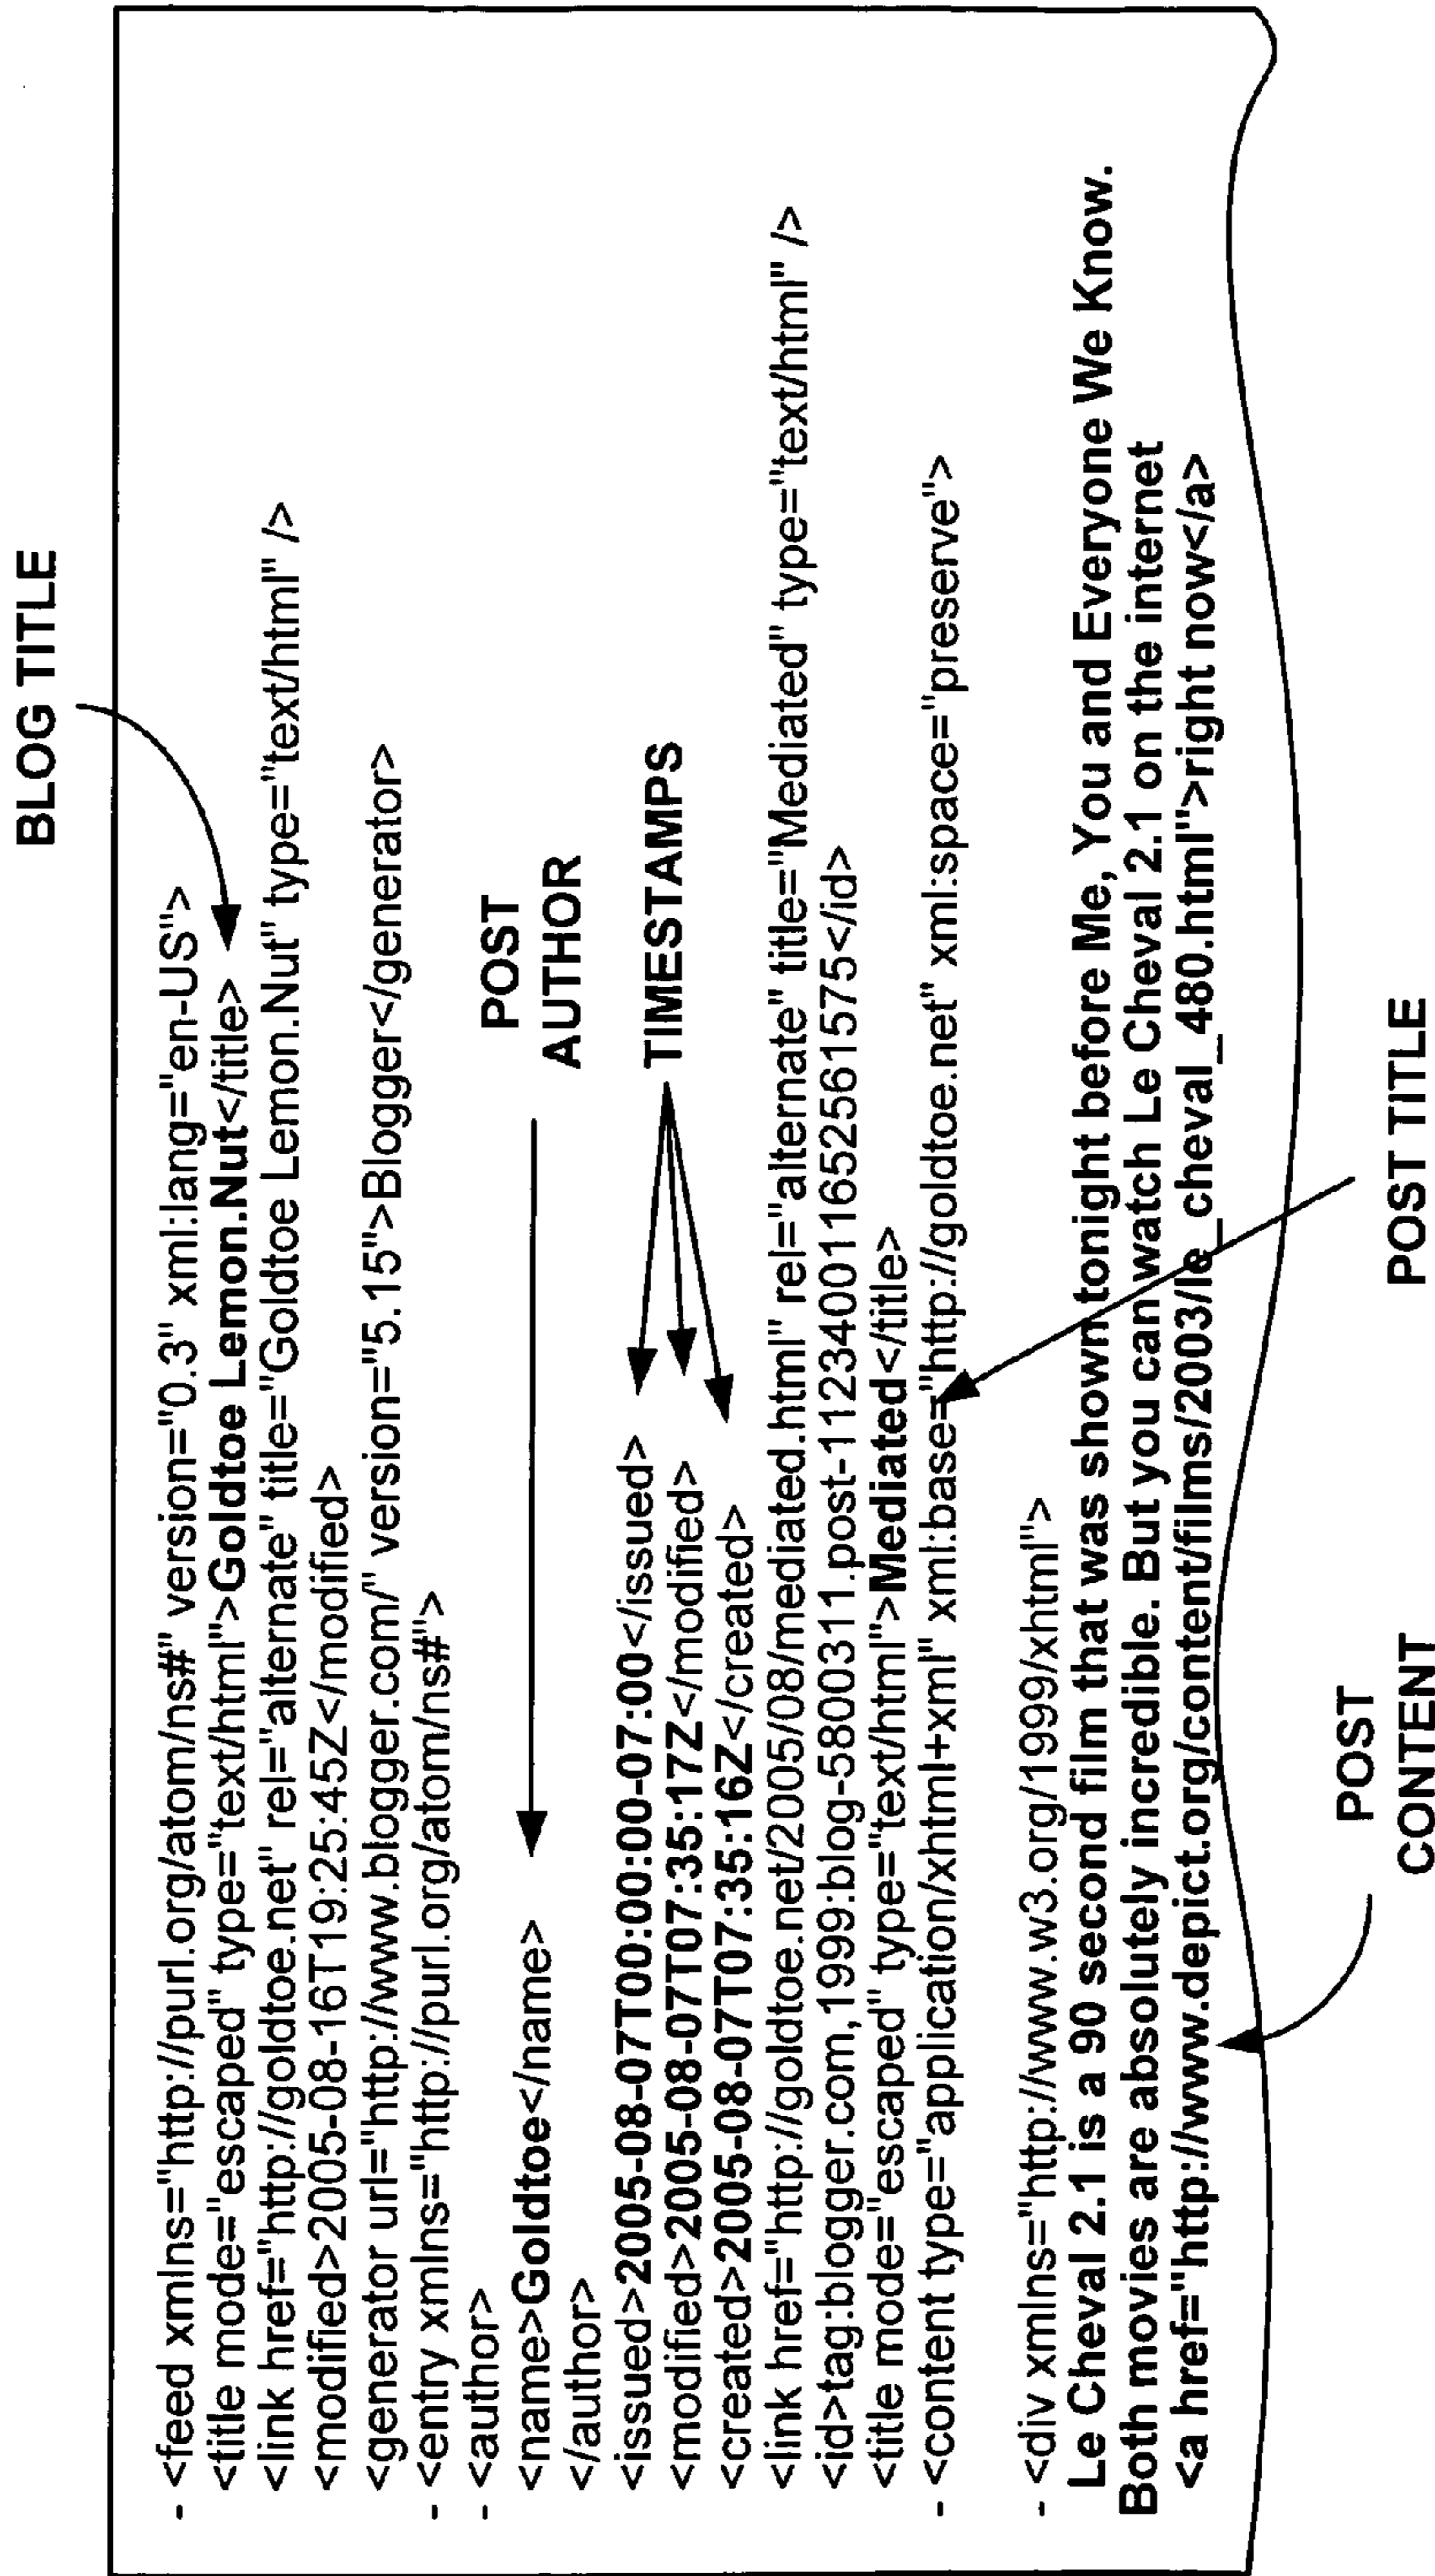 BLOG TITLE
- <feed xmlns="http://purl.org/atom/ns#" version="0.3" xml:lang="en-US">
<title mode="escaped" type="text/html">Goldtoe Lemon.Nut</title>
<link href="http://goldtoe.net" rel="alternate" title="Goldtoe Lemon.Nut" type="text/html" />
<modified>2005-08-16T19:25:45Z</modified>
<generator url="http://www.blogger.com/" version="5.15">Blogger</generator>
- <entry xmlns="http://purl.org/atom/ns#">
- <author>
<name>Goldtoe</name>
</author>
POST
AUTHOR
<issued>2005-08-07T00:00:00-07:00</issued>
<modified>2005-08-07T07:35:17Z</modified>
<created>2005-08-07T07:35:16Z</created>
TIMESTAMPS
<link href="http://goldtoe.net/2005/08/mediated.html" rel="alternate" title="Mediated" type="text/html" />
<id>tag:blogger.com,1999:blog-5800311.post-112340011652561575</id>
<title mode="escaped" type="text/html">Mediated</title>
- <content type="application/xhtml+xml" xml:base="http://goldtoe.net" xml:space="preserve">
- <div xmlns="http://www.w3.org/1999/xhtml">
Le Cheval 2.1 is a 90 second film that was shown tonight before Me, You and Everyone We Know.
Both movies are absolutely incredible. But you can watch Le Cheval 2.1 on the internet
<a href="http://www.depict.org/content/films/2003/le_cheval_480.html">right now</a>
POST
CONTENT
POST TITLE